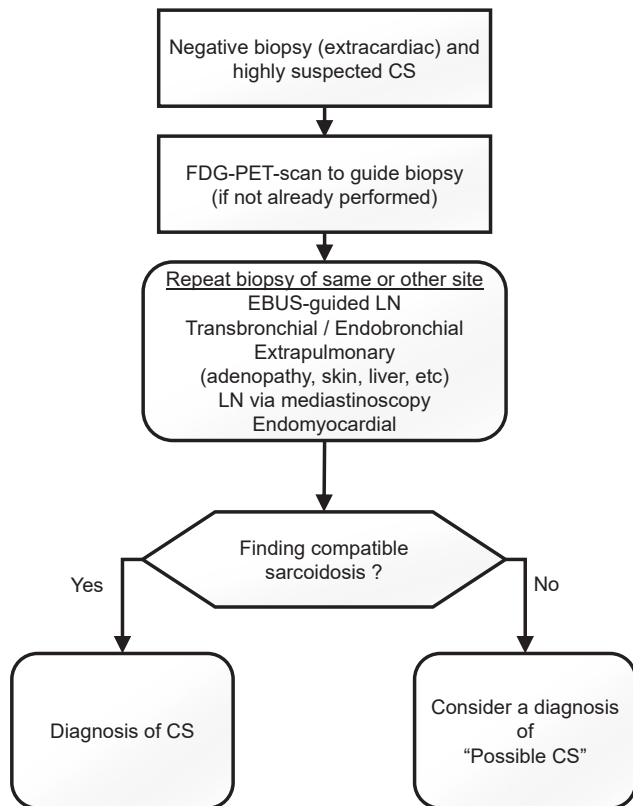 Negative biopsy (extracardiac) and
highly suspected CS
FDG-PET-scan to guide biopsy
(if not already performed)
Repeat biopsy of same or other site
EBUS-guided LN
Transbronchial / Endobronchial
Extrapulmonary
(adenopathy, skin, liver, etc)
LN via mediastinoscopy
Endomyocardial
Finding compatible
sarcoidosis ?
Yes
No
Diagnosis of CS
Consider a diagnosis
of
“Possible CS”